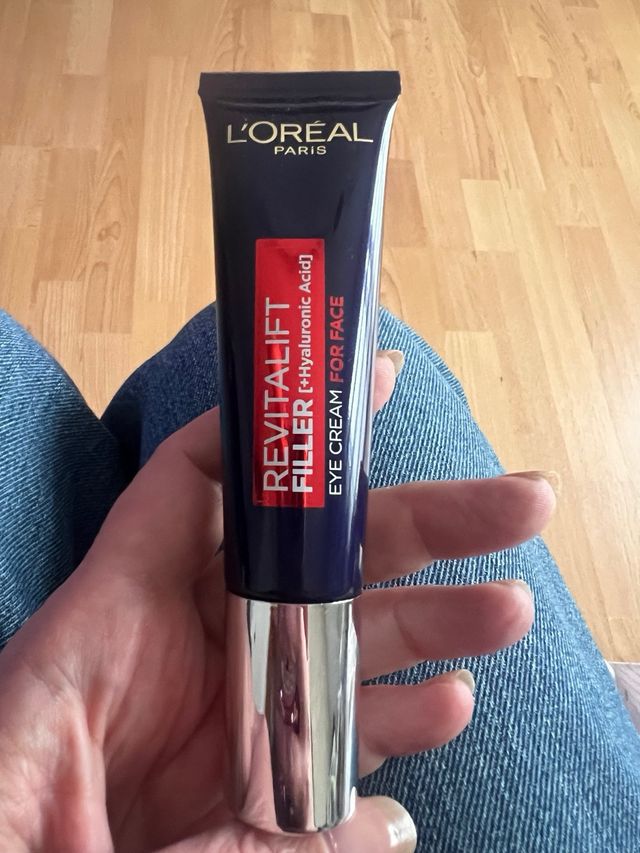 L'ORÉAL
PARIS
REVITALIFT
FILLER [+Hyaluronic Acid]
EYE CREAM FOR FACE